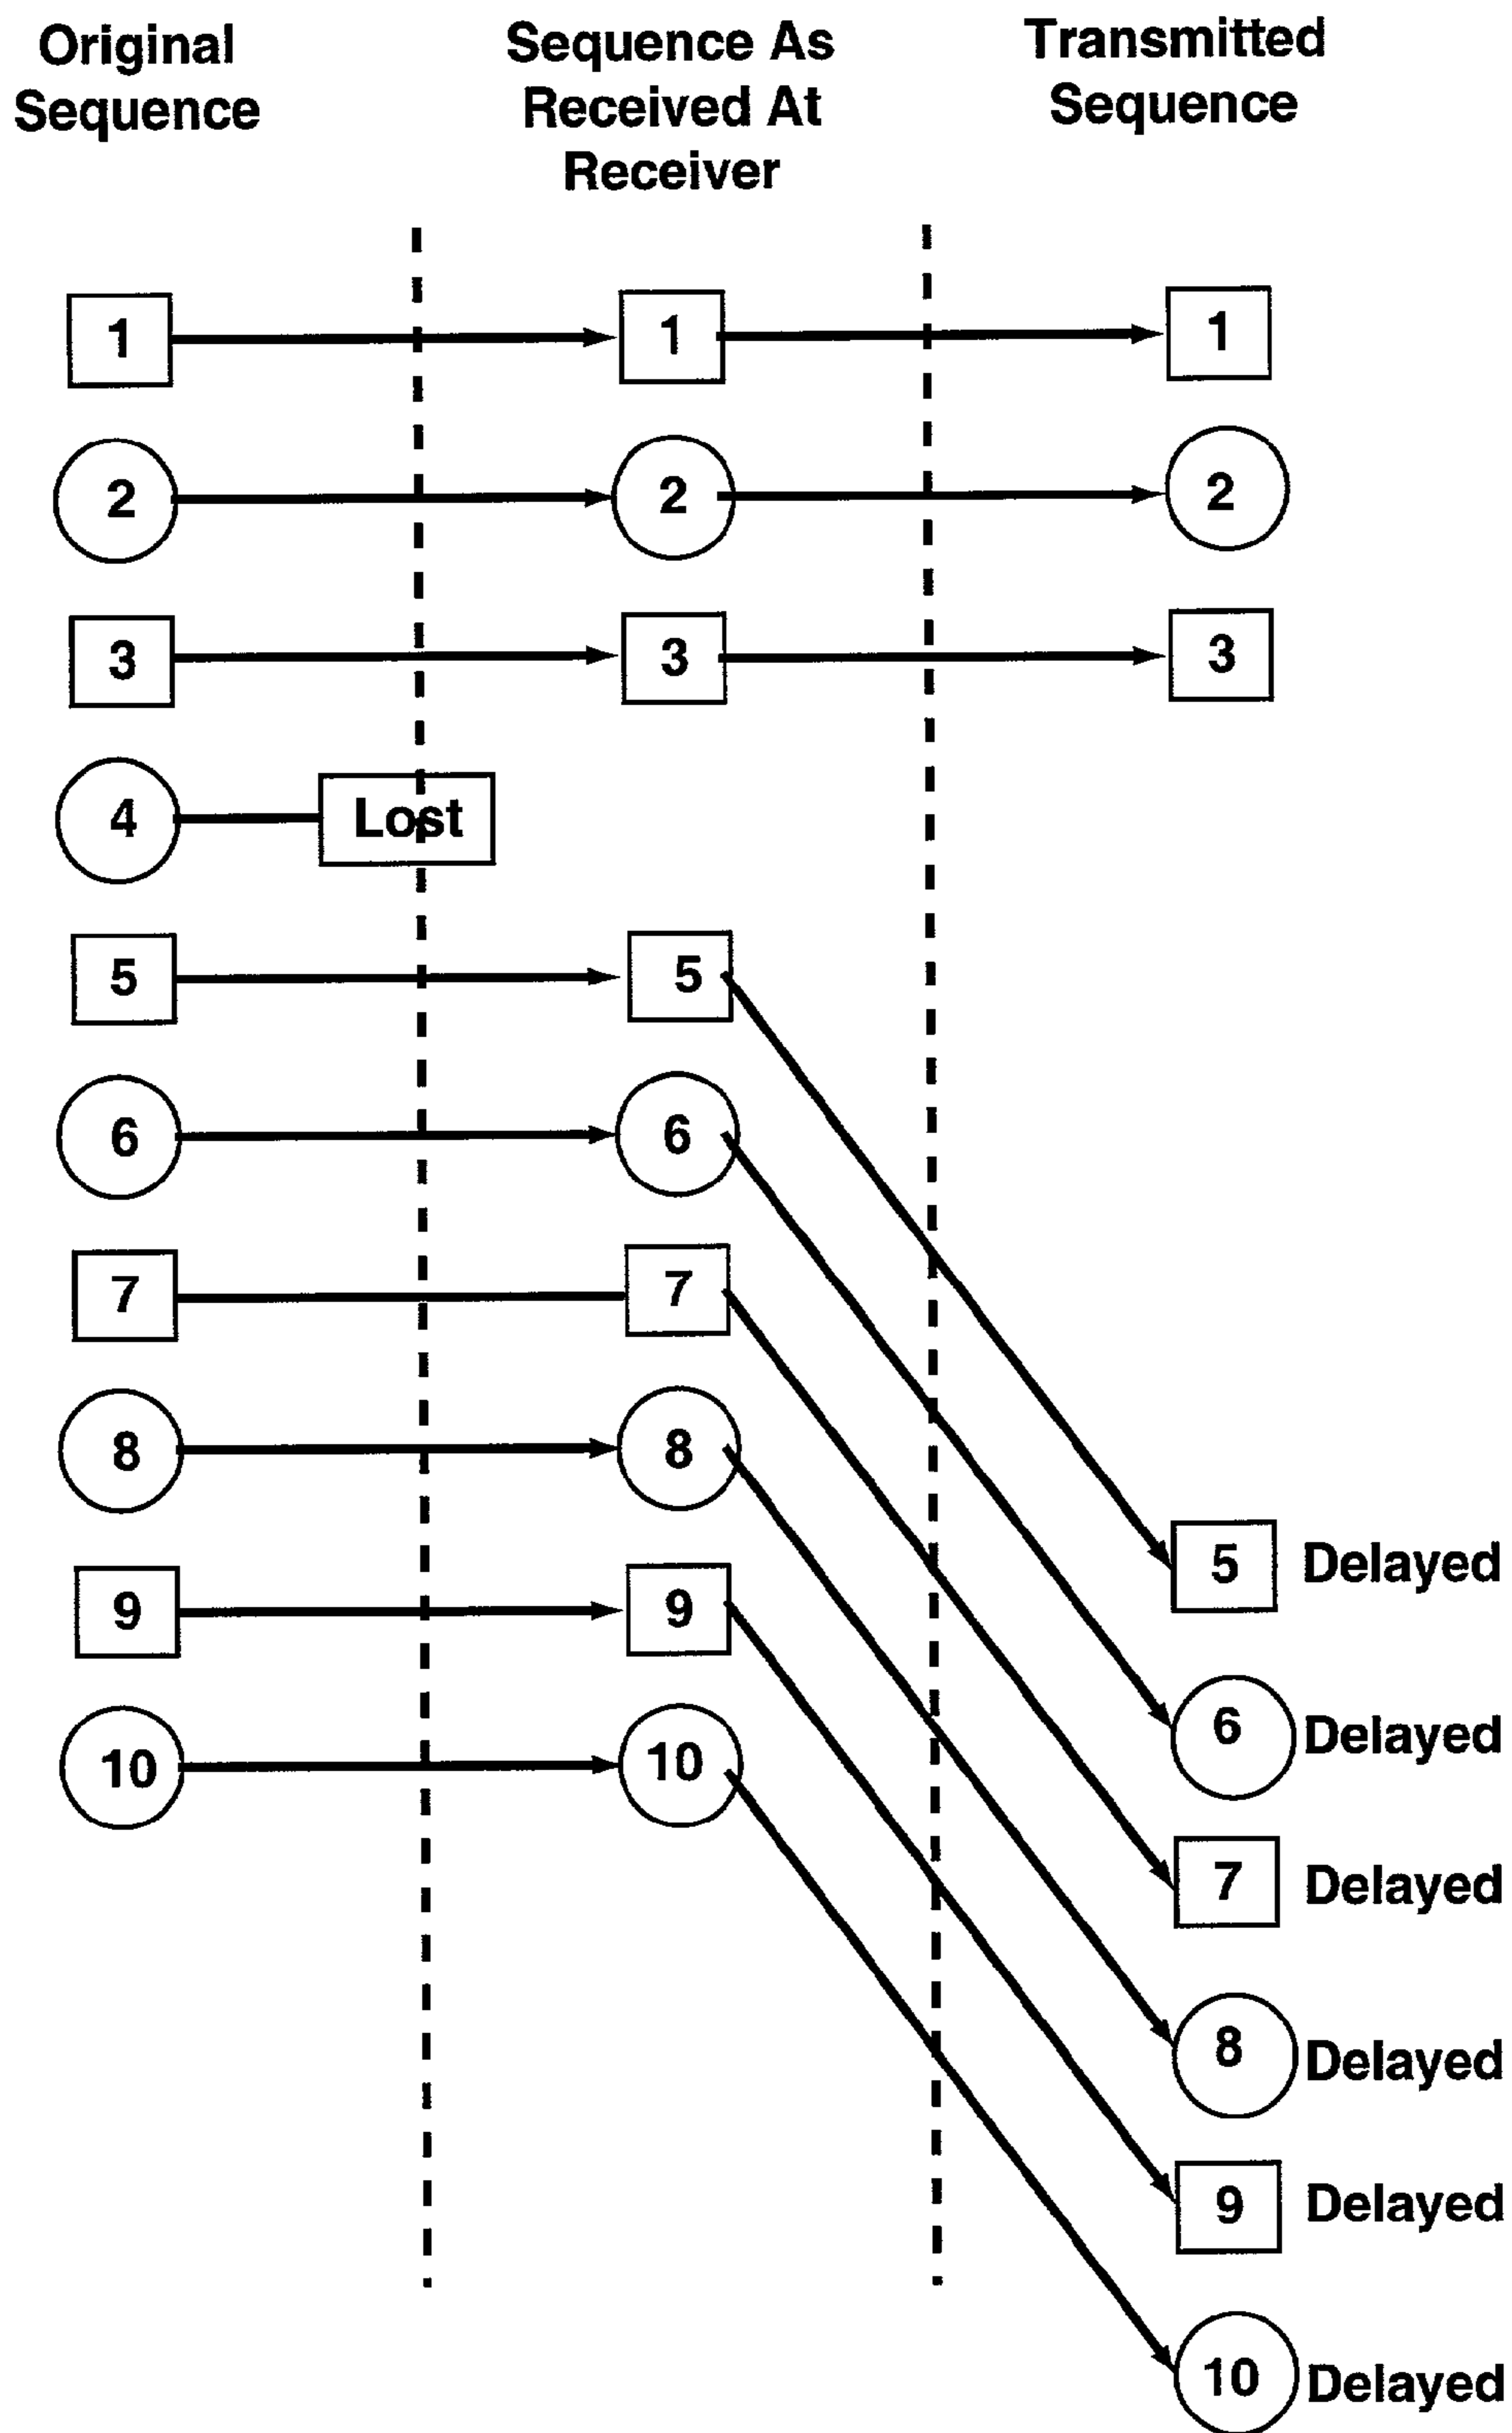 Original
Sequence
Sequence As
Received At
Receiver
Transmitted
Sequence
1
1
1
2
2
2
3
3
3
4
Lost
5
5
6
6
7
7
8
8
5
Delayed
9
9
6
Delayed
10
10
7
Delayed
8
Delayed
9
Delayed
10
Delayed